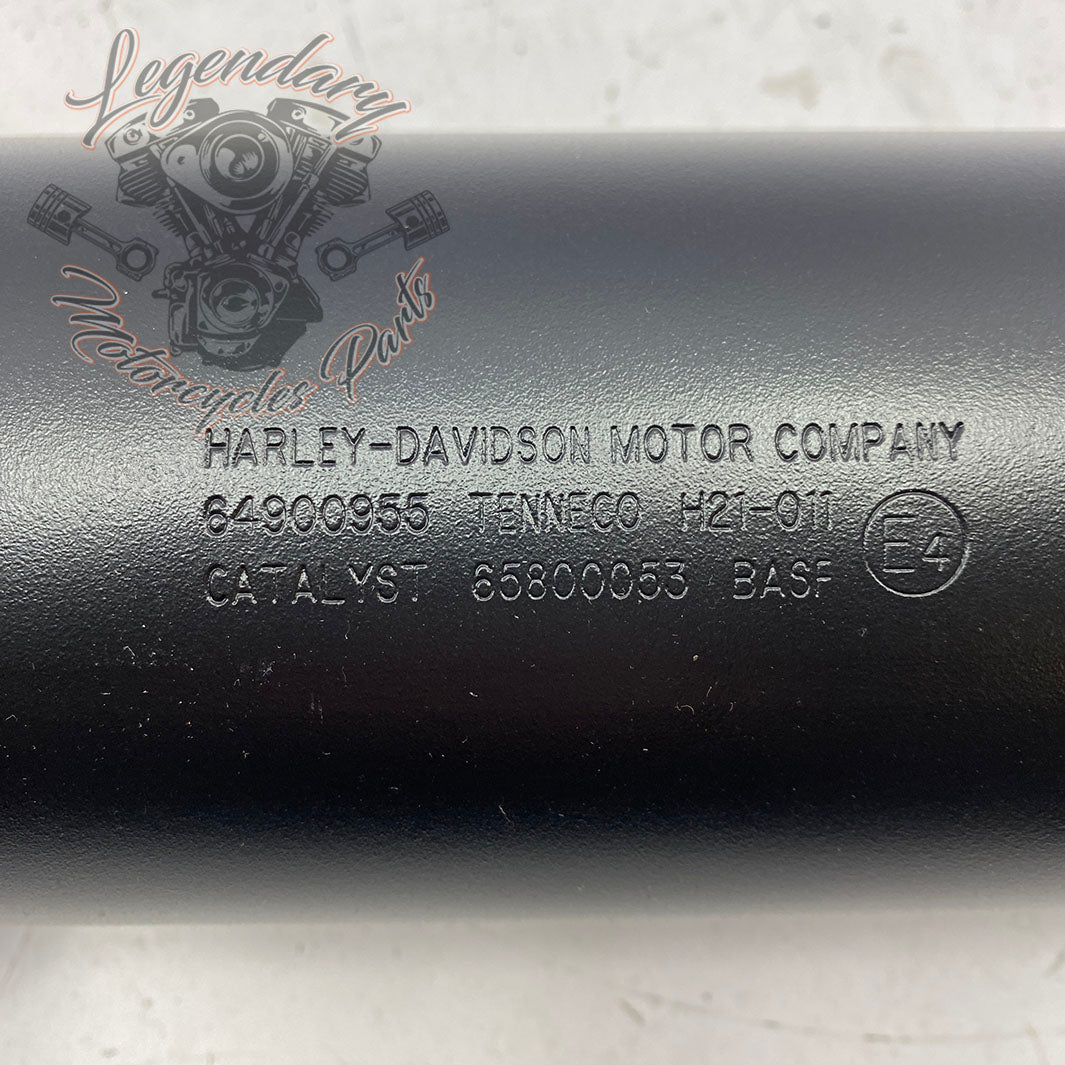 Legendary
Motorcycles Parts
HARLEY-DAVIDSON MOTOR COMPANY
64900955 TENNECO H21-011 E4
CATALYST 65800053 BASF